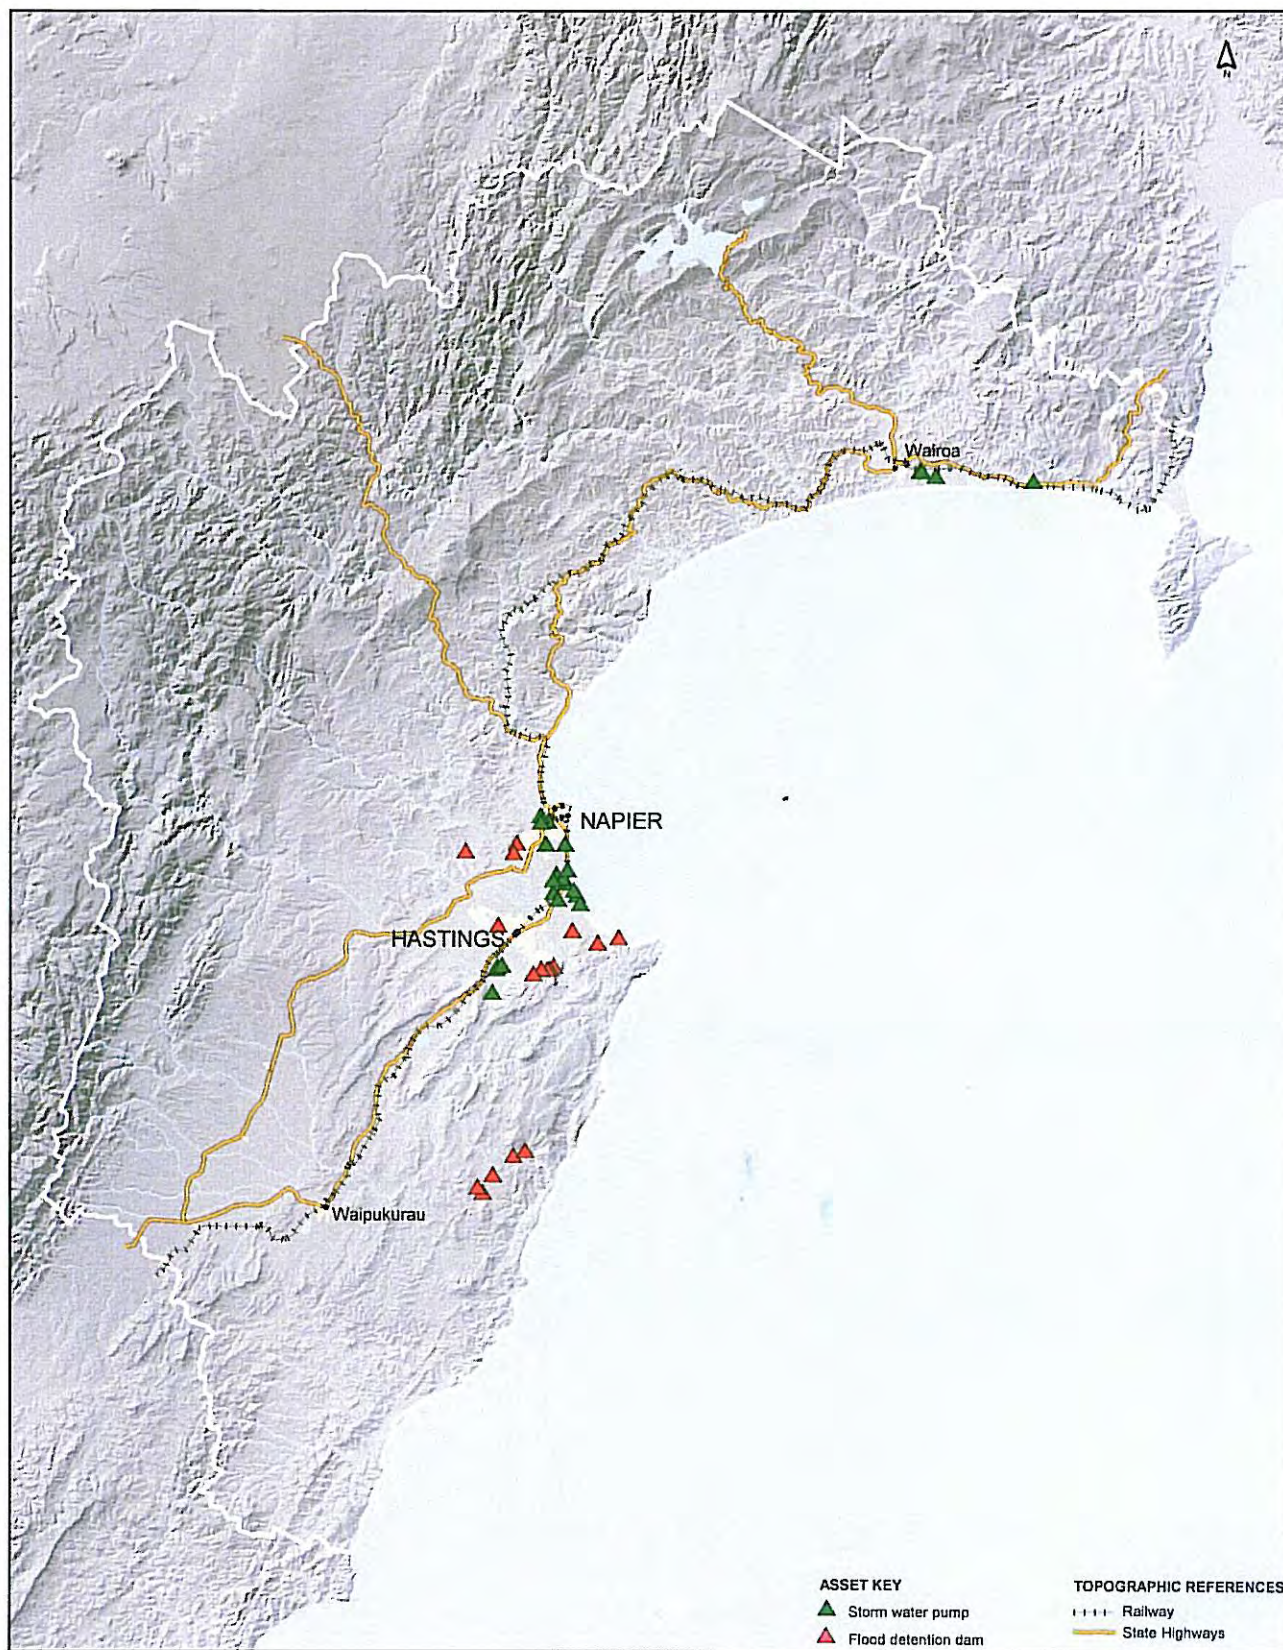 N
Wairoa
NAPIER
HASTINGS
Waipukurau
ASSET KEY
Storm water pump
Flood detention dam
TOPOGRAPHIC REFERENCES
Railway
State Highways